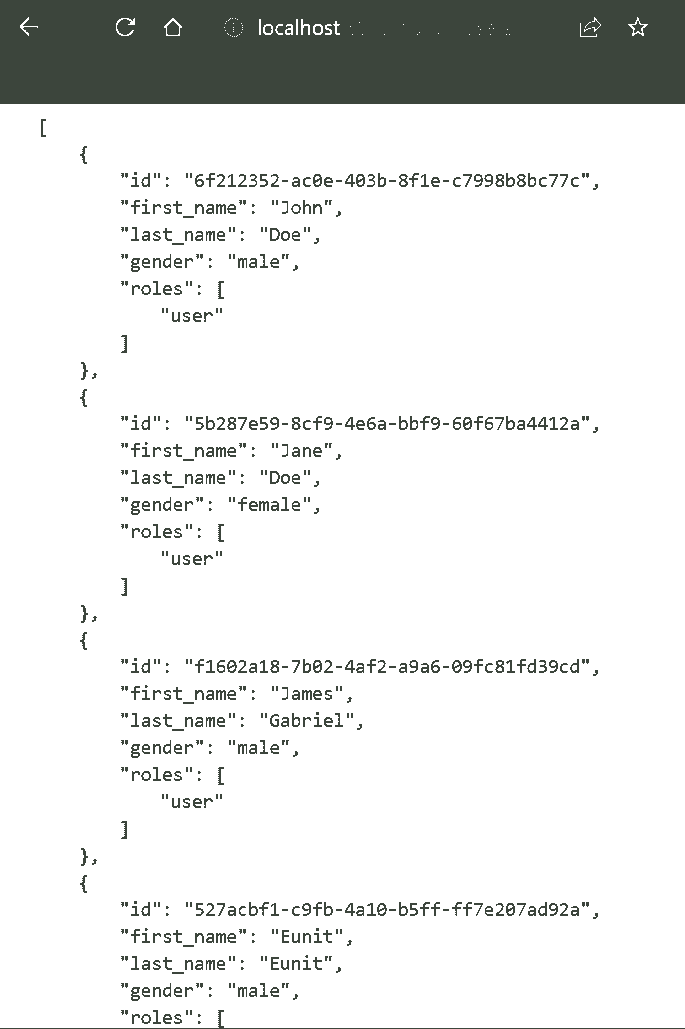 localhost
[
{
"id": "6f212352-ac0e-403b-8f1e-c7998b8bc77c",
"first_name": "John",
"last_name": "Doe",
"gender": "male",
"roles": [
"user"
]
},
{
"id": "5b287e59-8cf9-4e6a-bbf9-60f67ba4412a",
"first_name": "Jane",
"last_name": "Doe",
"gender": "female",
"roles": [
"user"
]
},
{
"id": "f1602a18-7b02-4af2-a9a6-09fc81fd39cd",
"first_name": "James",
"last_name": "Gabriel",
"gender": "male",
"roles": [
"user"
]
},
{
"id": "527acbf1-c9fb-4a10-b5ff-ff7e207ad92a",
"first_name": "Eunit",
"last_name": "Eunit",
"gender": "male",
"roles": [